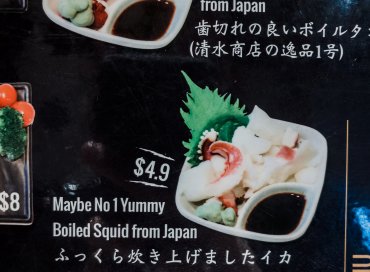 from Japan
歯切れの良いボイルタ
(清水商店の逸品1号)
$4.9
$8
Maybe No 1 Yummy
Boiled Squid from Japan
ふっくら炊き上げましたイカ